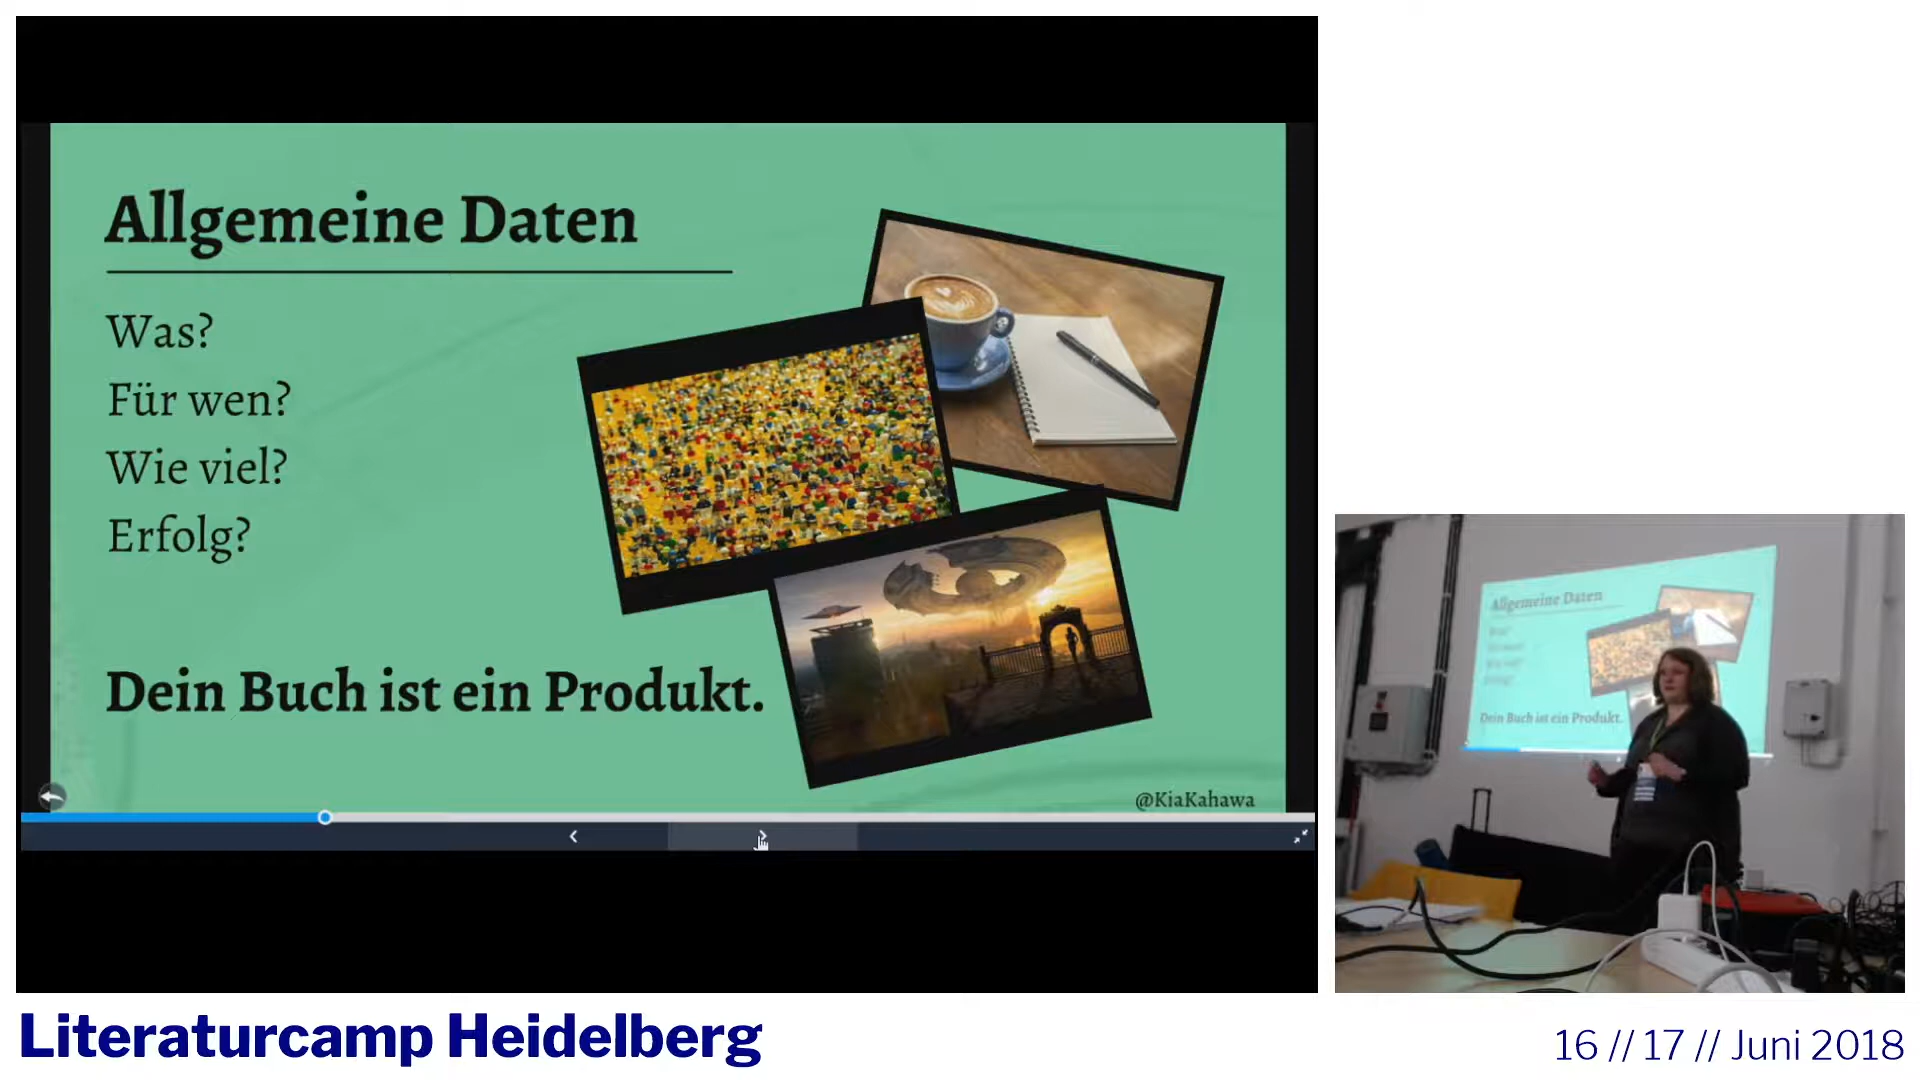 Allgemeine Daten
Was?
Für wen?
Wie viel?
Erfolg?
Dein Buch ist ein Produkt.
@KiaKahawa
Allgemeine Daten
Dein Buch ist ein Produkt.
Literaturcamp Heidelberg
16 // 17 // Juni 2018